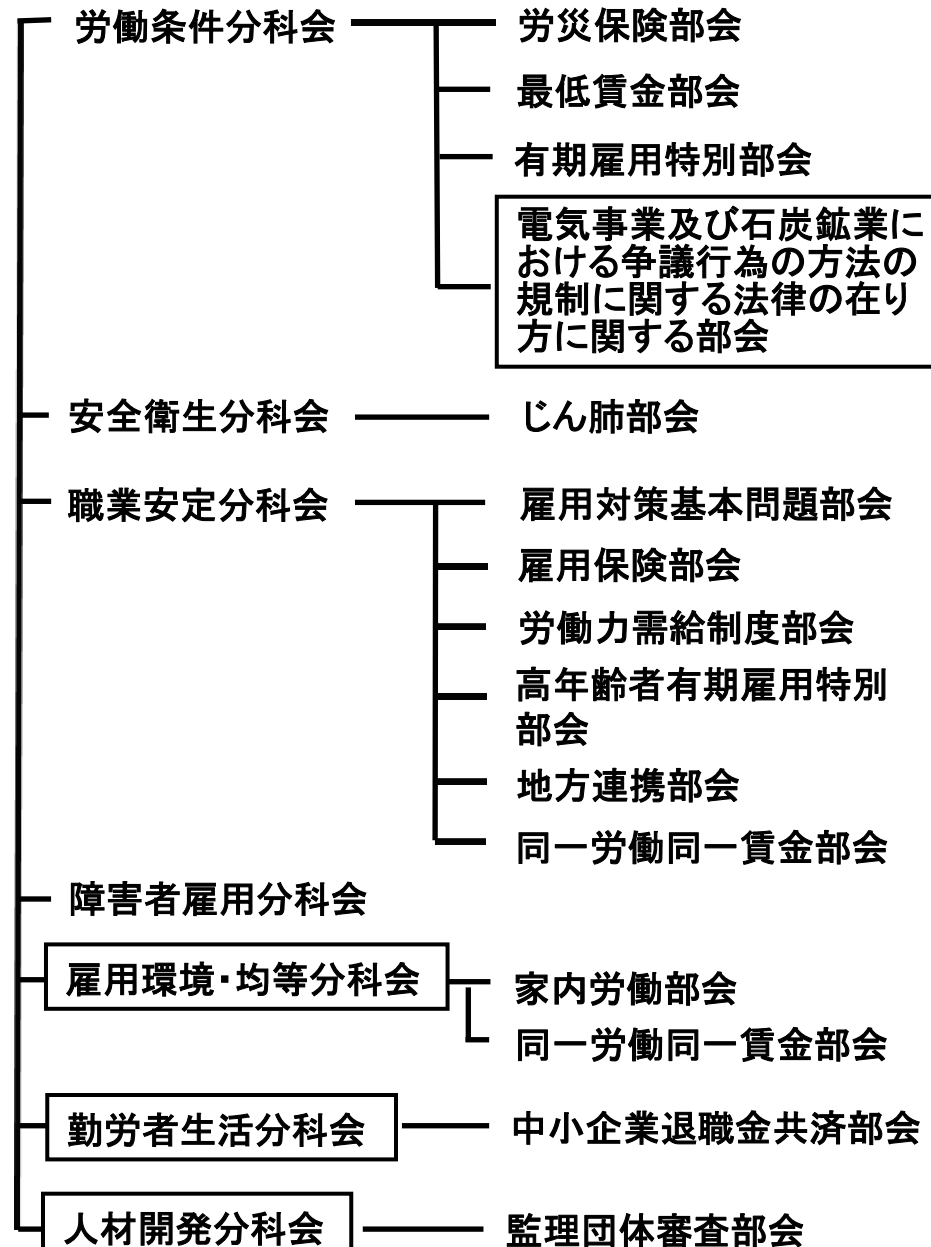 労働条件分科会
労災保険部会
最低賃金部会
有期雇用特別部会
電気事業及び石炭鉱業に
おける争議行為の方法の
規制に関する法律の在り
方に関する部会
安全衛生分科会
じん肺部会
職業安定分科会
雇用対策基本問題部会
雇用保険部会
労働力需給制度部会
高年齢者有期雇用特別
部会
地方連携部会
同一労働同一賃金部会
障害者雇用分科会
雇用環境・均等分科会
家内労働部会
同一労働同一賃金部会
勤労者生活分科会
中小企業退職金共済部会
人材開発分科会
監理団体審査部会